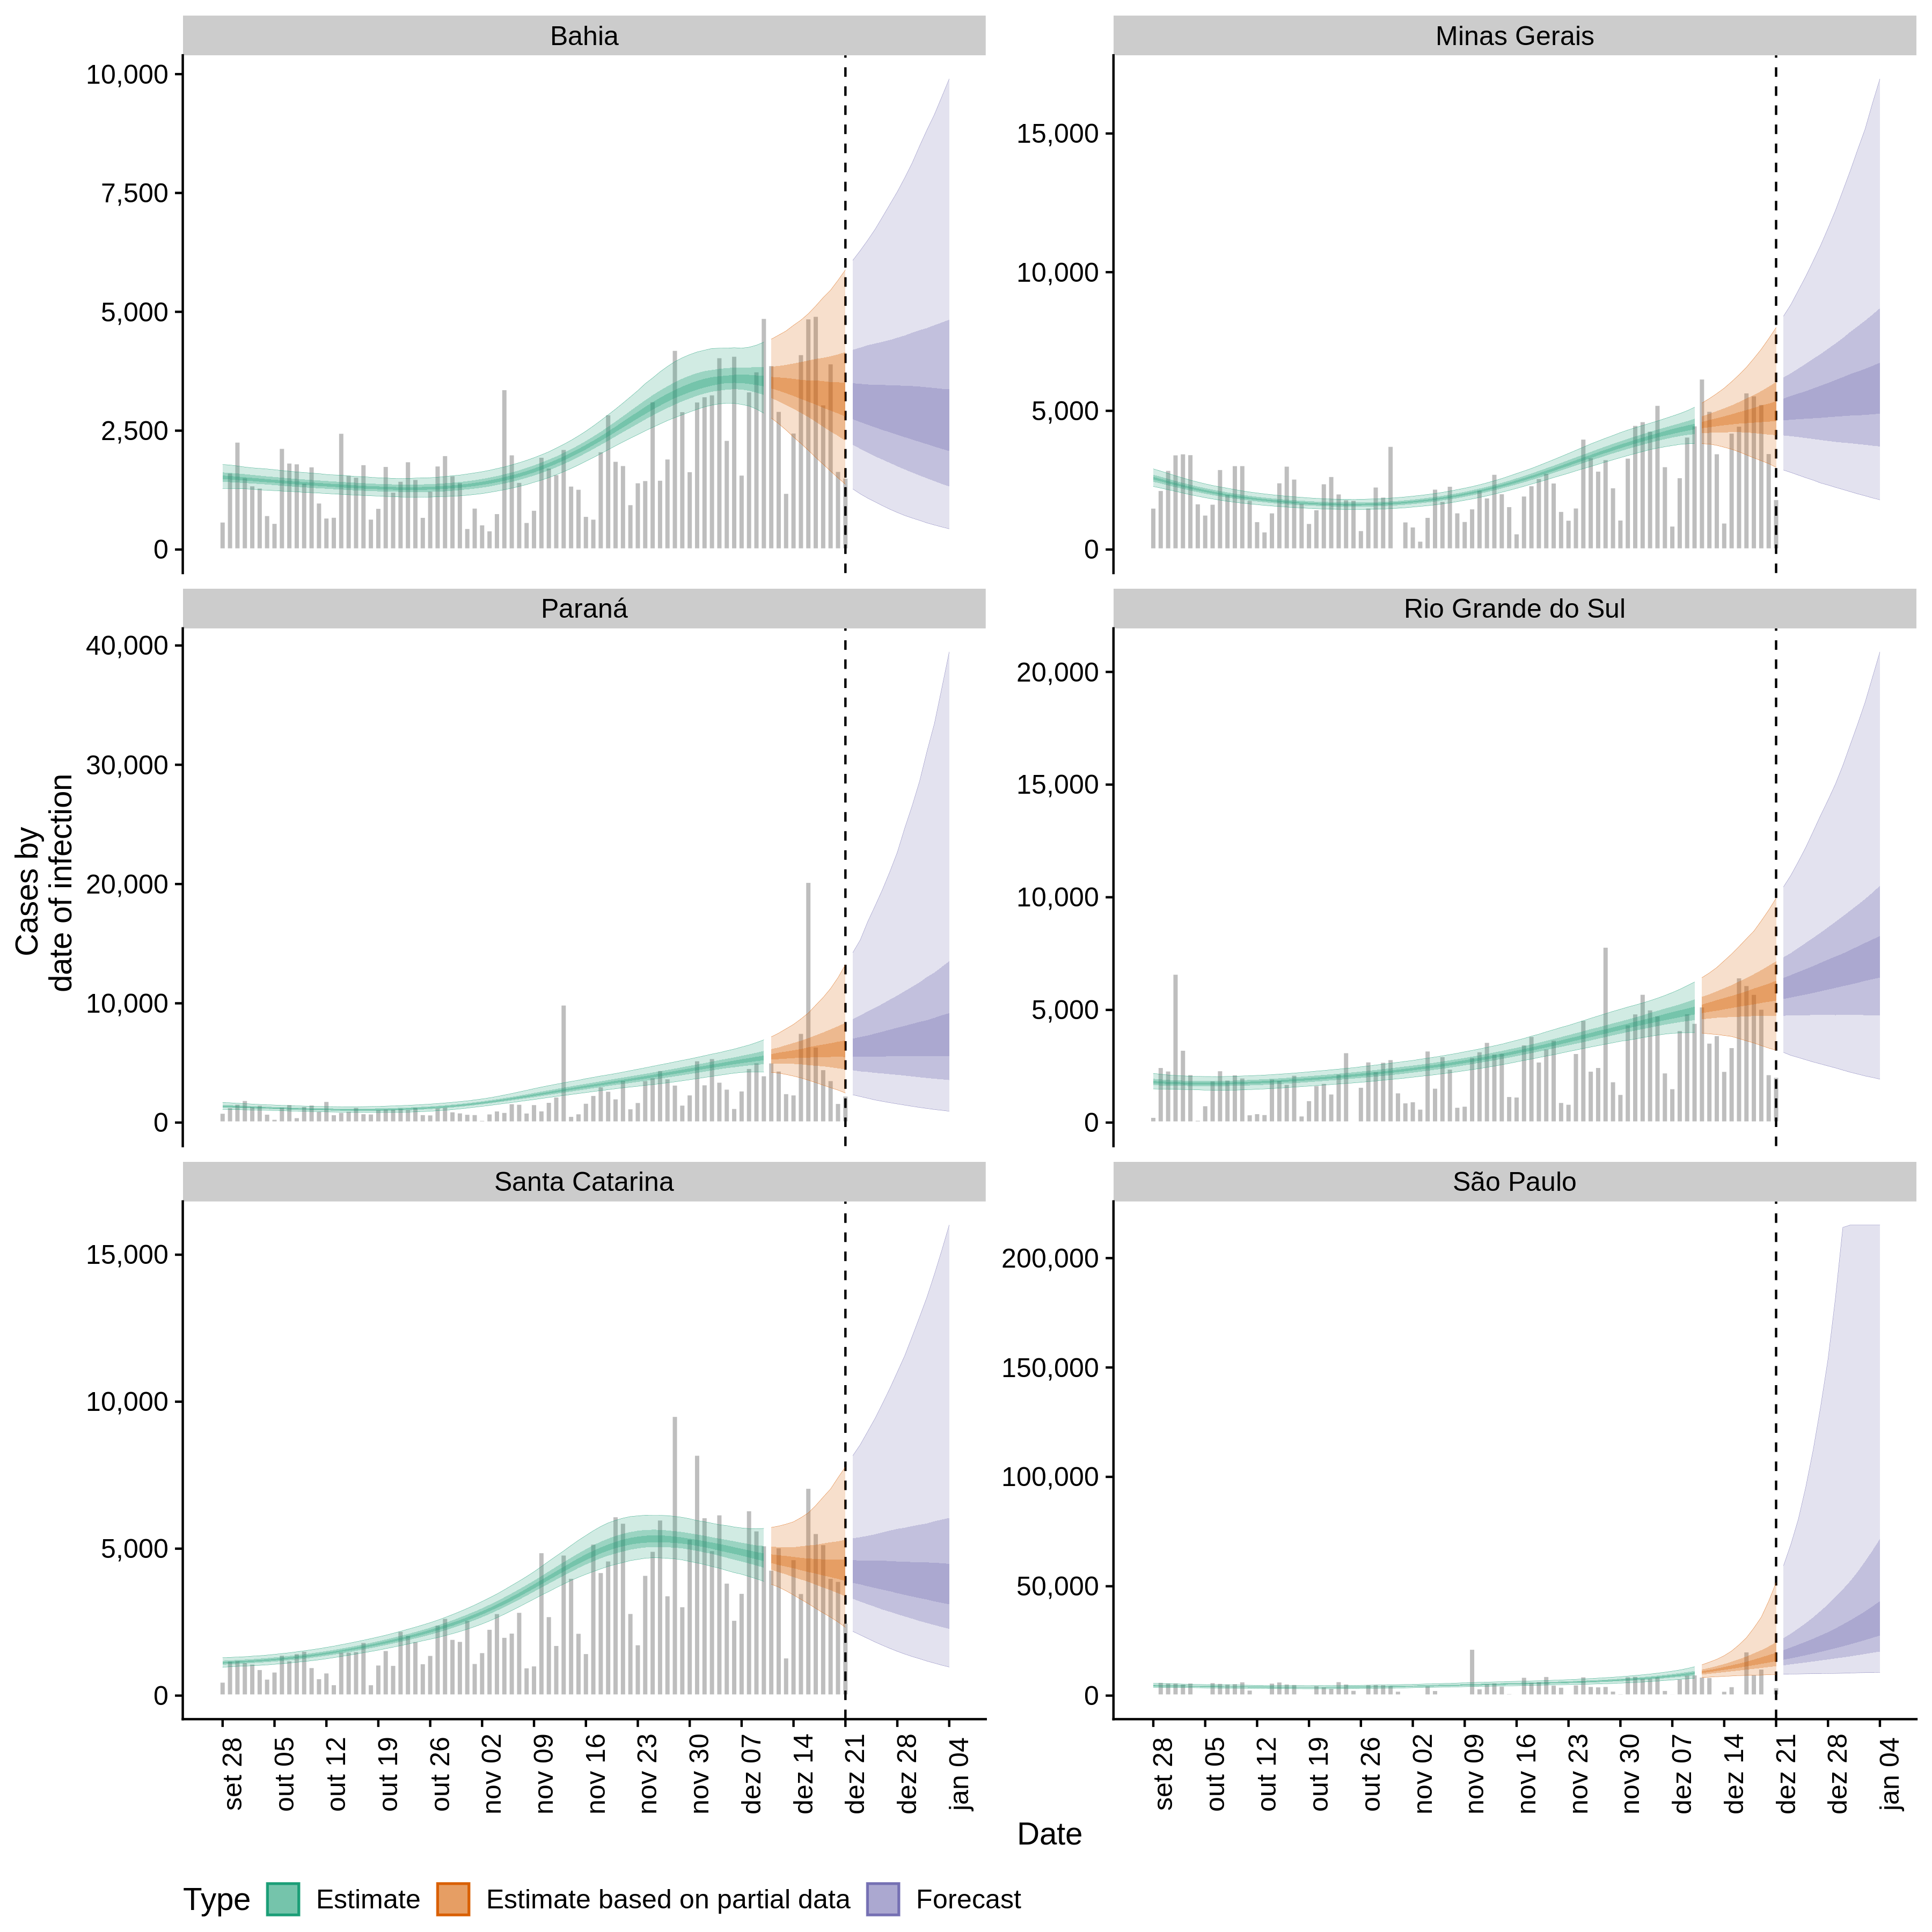 Bahia
Minas Gerais
10,000
7,500
5,000
2,500
0
15,000
10,000
5,000
0
Paraná
Rio Grande do Sul
40,000
30,000
20,000
10,000
0
20,000
15,000
10,000
5,000
0
Santa Catarina
São Paulo
15,000
10,000
5,000
0
200,000
150,000
100,000
50,000
0
Cases by
date of infection
set 28
out 05
out 12
out 19
out 26
nov 02
nov 09
nov 16
nov 23
nov 30
dez 07
dez 14
dez 21
dez 28
jan 04
set 28
out 05
out 12
out 19
out 26
nov 02
nov 09
nov 16
nov 23
nov 30
dez 07
dez 14
dez 21
dez 28
jan 04
Date
Type Estimate Estimate based on partial data Forecast